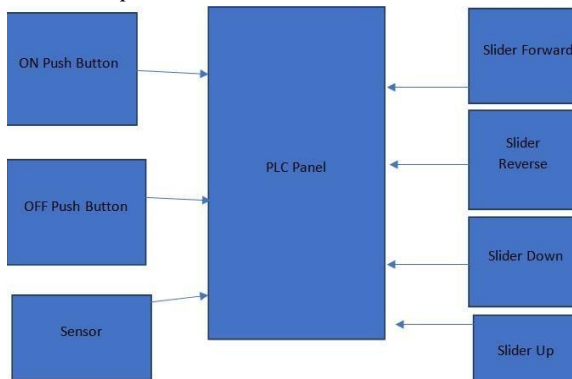 ON Push Button
OFF Push Button
Sensor
PLC Panel
Slider Forward
Slider
Reverse
Slider Down
Slider Up